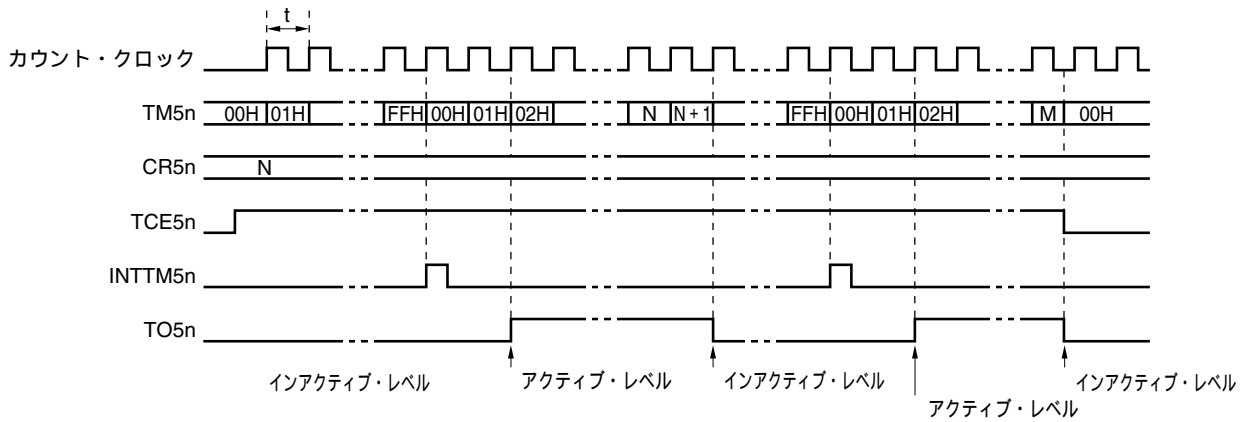 t
カウント・クロック
TM5n 00H 01H FFH 00H 01H 02H N N + 1 FFH 00H 01H 02H M 00H
CR5n N
TCE5n
INTTM5n
TO5n
インアクティブ・レベル アクティブ・レベル インアクティブ・レベル インアクティブ・レベル
アクティブ・レベル